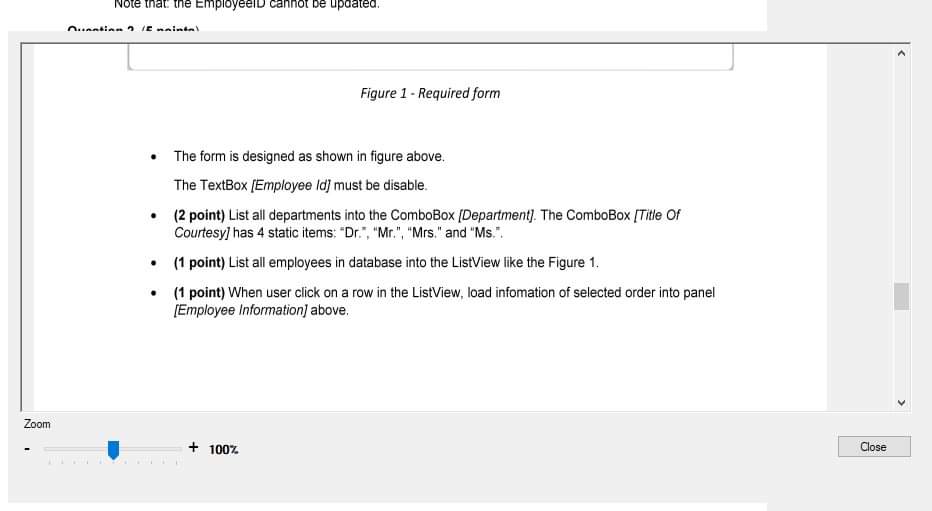 Note that: the EmployeeID cannot be updated.
Question 2. (5 points)
Figure 1 - Required form
• The form is designed as shown in figure above.
The TextBox [Employee Id] must be disable.
• (2 point) List all departments into the ComboBox [Department]. The ComboBox [Title Of
Courtesy] has 4 static items: “Dr.”, “Mr.”, “Mrs.” and “Ms.”.
• (1 point) List all employees in database into the ListView like the Figure 1.
• (1 point) When user click on a row in the ListView, load infomation of selected order into panel
[Employee Information] above.
Zoom
- + 100%
Close